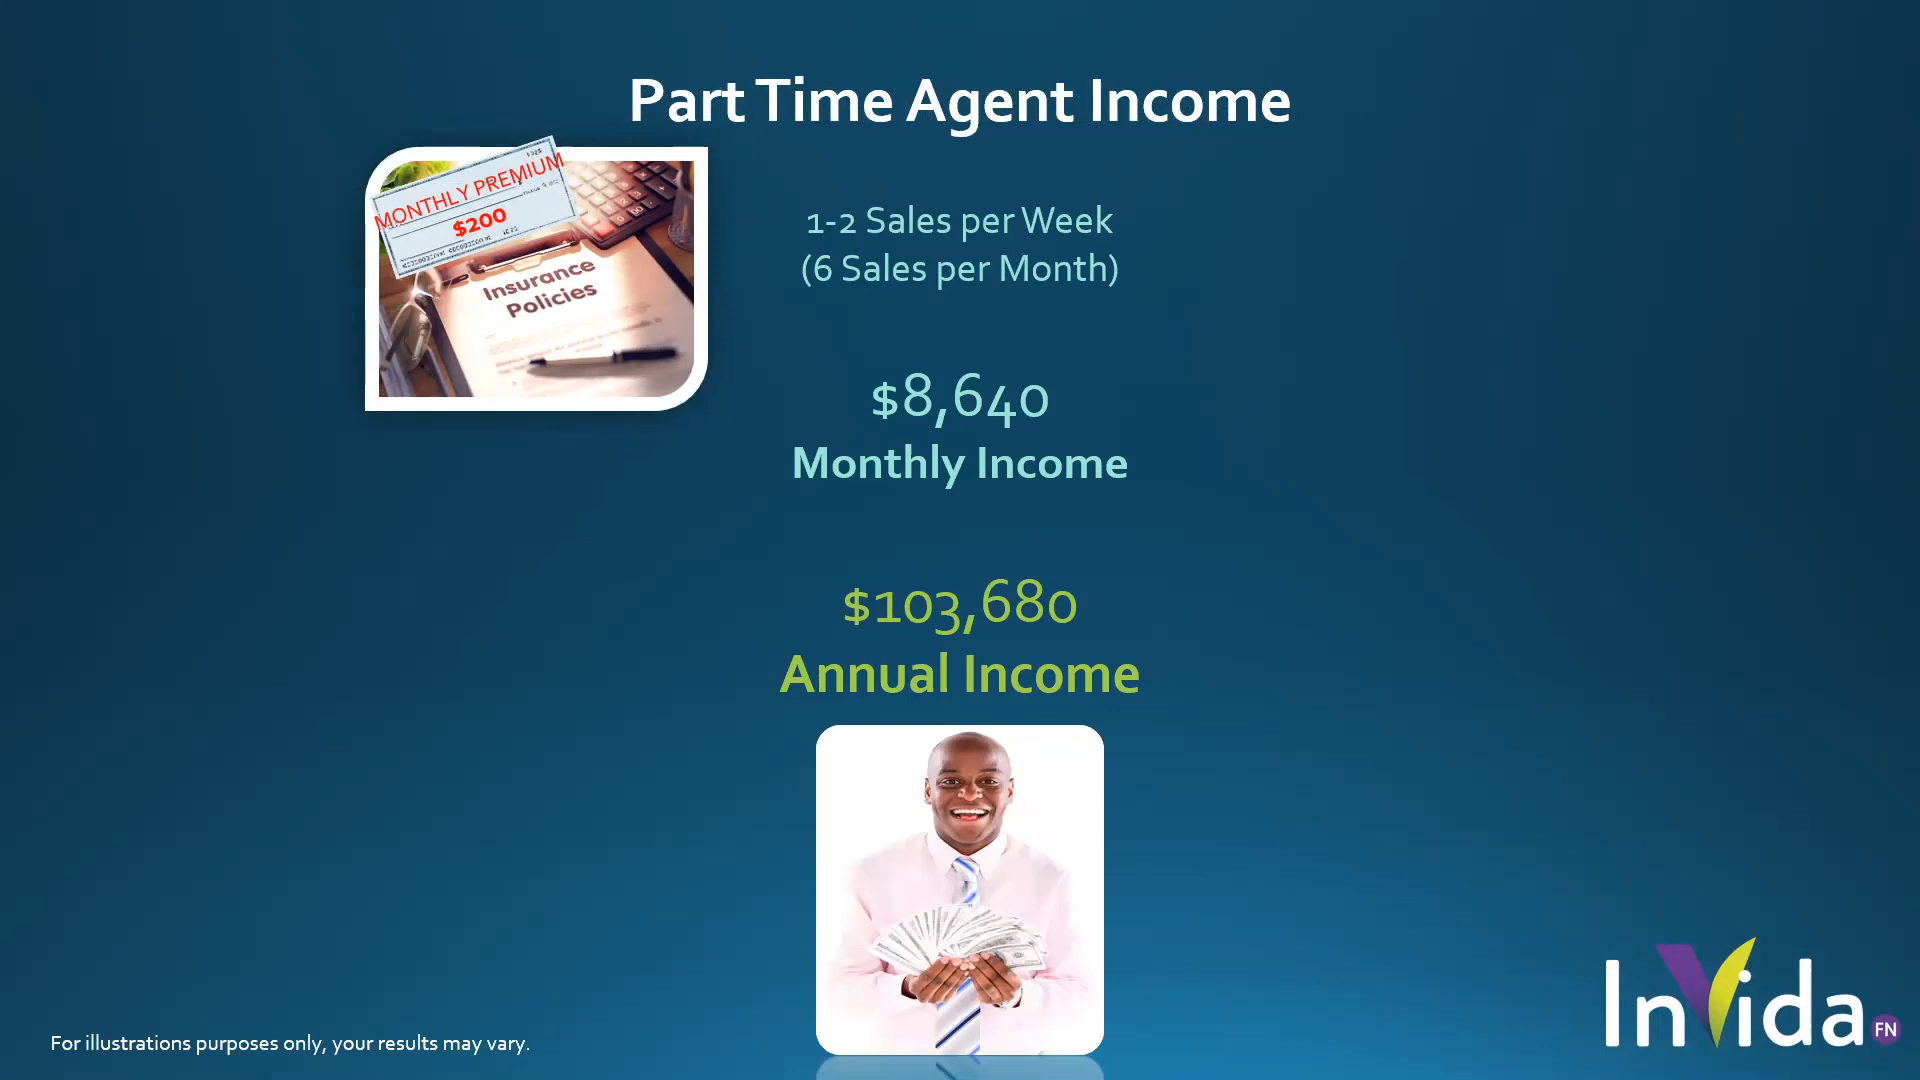 Part Time Agent Income
MONTHLY PREMIUM
$200
Insurance
Policies
1-2 Sales per Week
(6 Sales per Month)
$8,640
Monthly Income
$103,680
Annual Income
For illustrations purposes only, your results may vary.
InVida FN